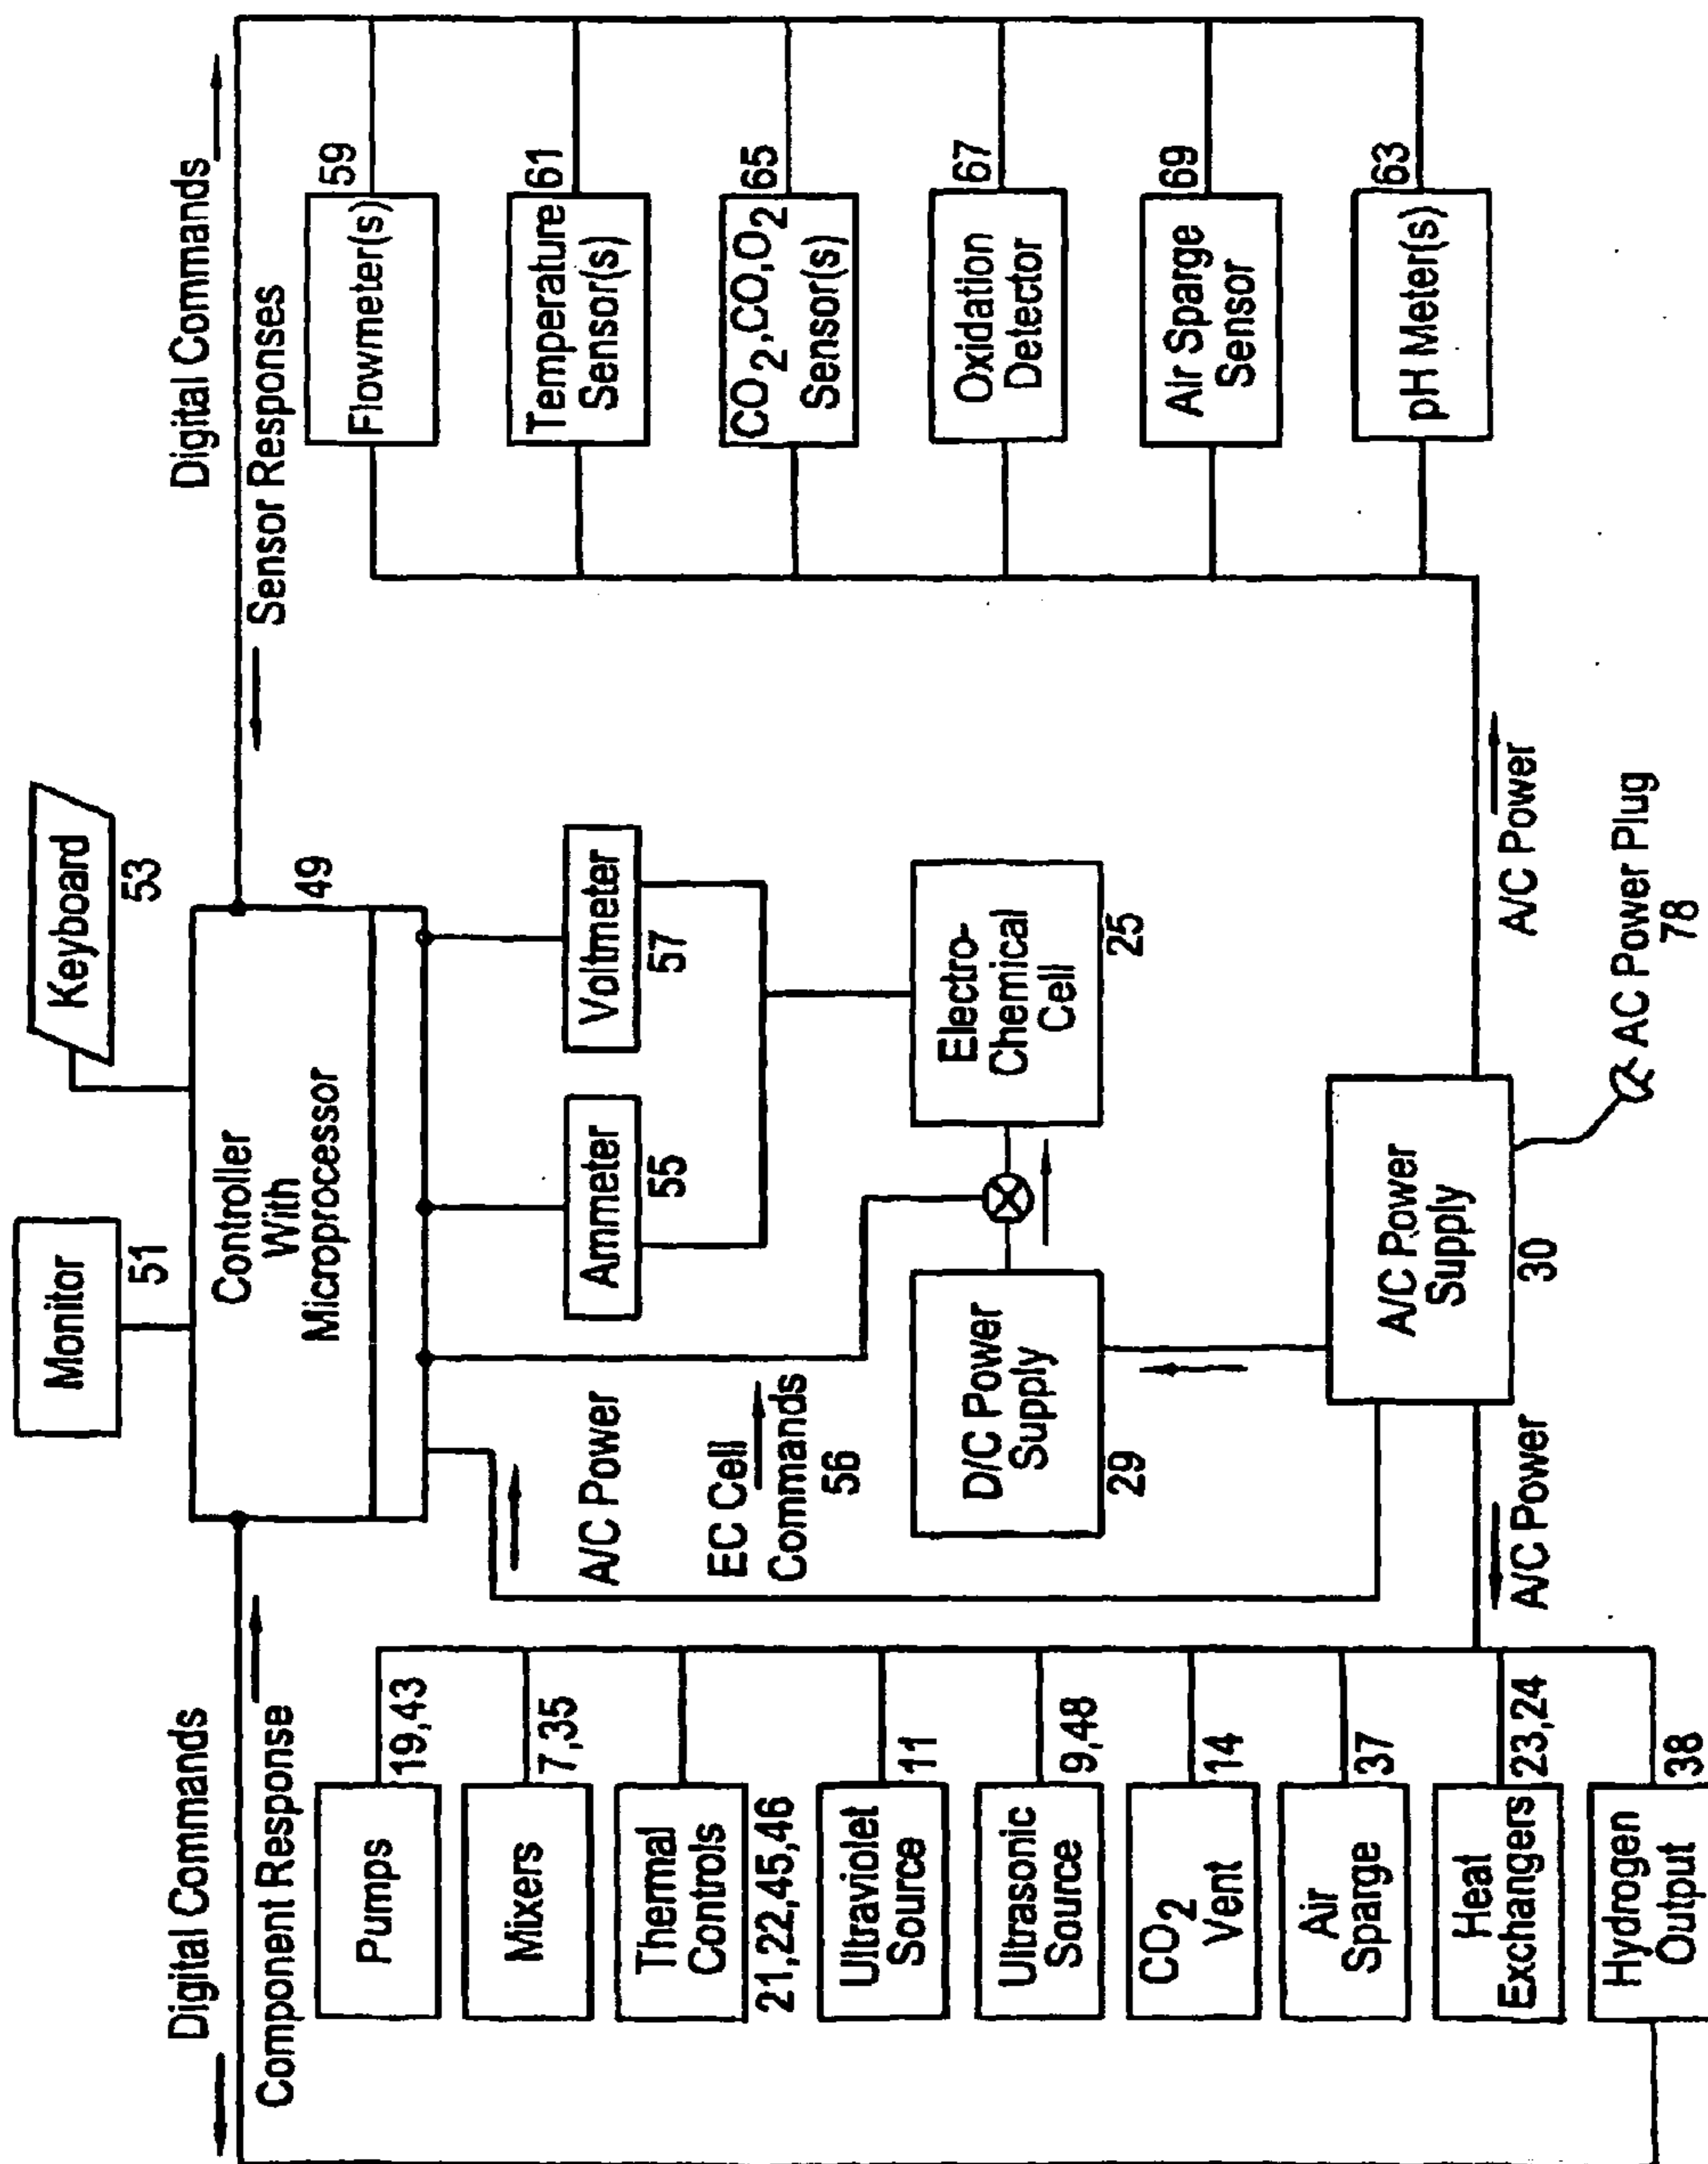 Monitor
51
Keyboard
53
Digital Commands
Component Response
Digital Commands
Sensor Responses
Controller
With
Microprocessor
49
Pumps
19,43
Mixers
7,35
Thermal
Controls
21,22,45,46
Ultraviolet
Source
11
Ultrasonic
Source
9,48
CO2
Vent
14
Air
Sparge
37
Heat
Exchangers
23,24
Hydrogen
Output
38
A/C Power
EC Cell
Commands
56
Ammeter
55
Voltmeter
57
D/C Power
Supply
29
Electro-
Chemical
Cell
25
A/C Power
Supply
30
A/C Power
A/C Power
AC Power Plug
78
Flowmeter(s)
59
Temperature
Sensor(s)
61
CO2,CO,O2
Sensor(s)
65
Oxidation
Detector
67
Air Sparge
Sensor
69
pH Meter(s)
63